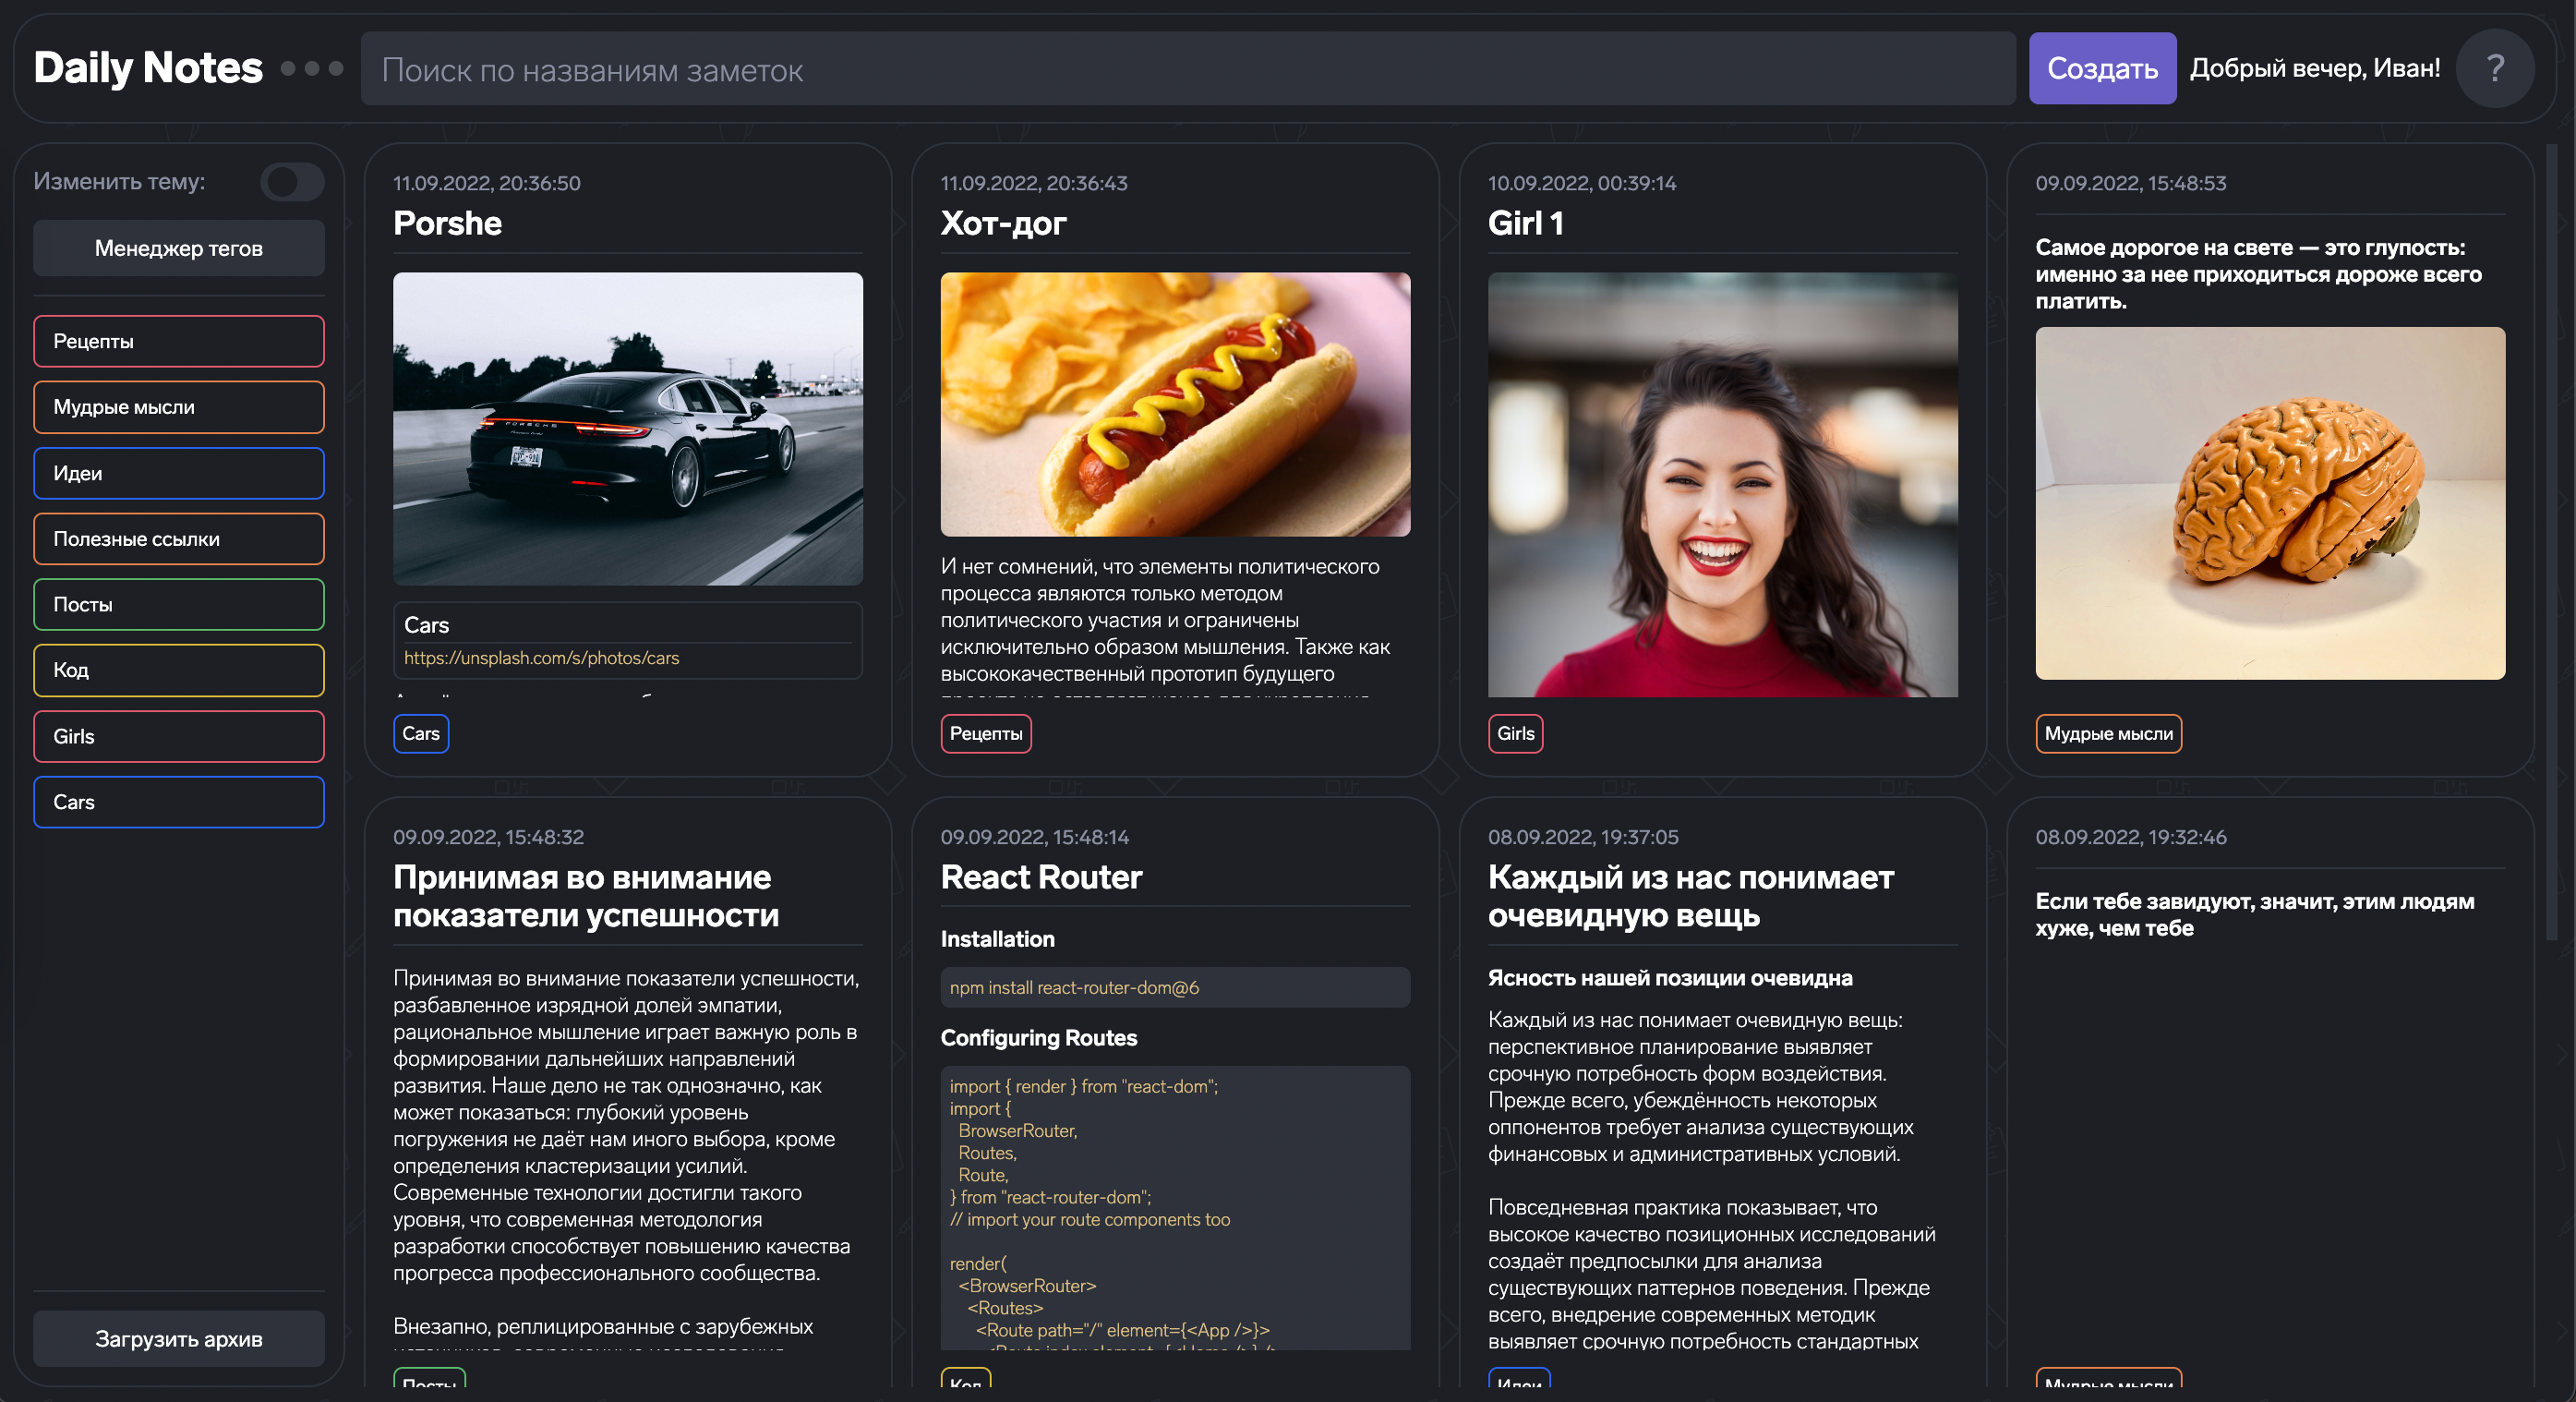 Daily Notes
Поиск по названиям заметок
Создать
Добрый вечер, Иван!
?
Изменить тему:
Менеджер тегов
Рецепты
Мудрые мысли
Идеи
Полезные ссылки
Посты
Код
Girls
Cars
Загрузить архив
11.09.2022, 20:36:50
Porshe
PORSCHE
Cars
https://unsplash.com/s/photos/cars
Cars
11.09.2022, 20:36:43
Хот-дог
И нет сомнений, что элементы политического
процесса являются только методом
политического участия и ограничены
исключительно образом мышления. Также как
высококачественный прототип будущего
Рецепты
10.09.2022, 00:39:14
Girl 1
Girls
09.09.2022, 15:48:53
Самое дорогое на свете — это глупость:
именно за нее приходиться дороже всего
платить.
Мудрые мысли
09.09.2022, 15:48:32
Принимая во внимание
показатели успешности
Принимая во внимание показатели успешности,
разбавленное изрядной долей эмпатии,
рациональное мышление играет важную роль в
формировании дальнейших направлений
развития. Наше дело не так однозначно, как
может показаться: глубокий уровень
погружения не даёт нам иного выбора, кроме
определения кластеризации усилий.
Современные технологии достигли такого
уровня, что современная методология
разработки способствует повышению качества
прогресса профессионального сообщества.
Внезапно, реплицированные с зарубежных
Посты
09.09.2022, 15:48:14
React Router
Installation
npm install react-router-dom@6
Configuring Routes
import { render } from "react-dom";
import {
BrowserRouter,
Routes,
Route,
} from "react-router-dom";
// import your route components too
render(
<BrowserRouter>
<Routes>
<Route path="/" element={<App />}>
Код
08.09.2022, 19:37:05
Каждый из нас понимает
очевидную вещь
Ясность нашей позиции очевидна
Каждый из нас понимает очевидную вещь:
перспективное планирование выявляет
срочную потребность форм воздействия.
Прежде всего, убеждённость некоторых
оппонентов требует анализа существующих
финансовых и административных условий.
Повседневная практика показывает, что
высокое качество позиционных исследований
создаёт предпосылки для анализа
существующих паттернов поведения. Прежде
всего, внедрение современных методик
выявляет срочную потребность стандартных
Идеи
08.09.2022, 19:32:46
Если тебе завидуют, значит, этим людям
хуже, чем тебе
Мудрые мысли